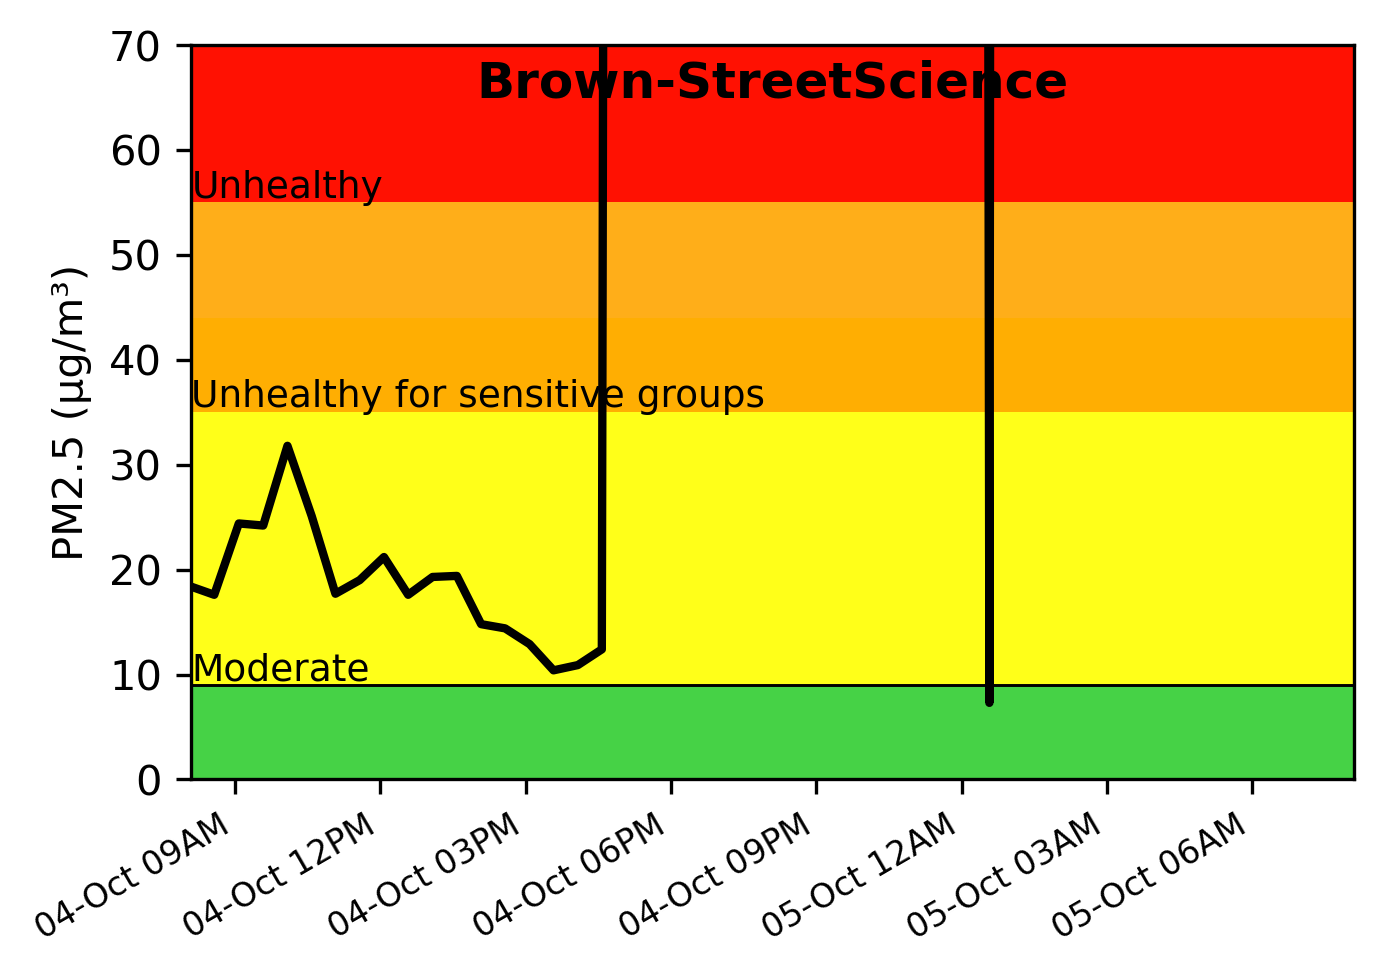 Brown-StreetScience
PM2.5 (µg/m³)
70
60
50
40
30
20
10
0
Unhealthy
Unhealthy for sensitive groups
Moderate
04-Oct 09AM
04-Oct 12PM
04-Oct 03PM
04-Oct 06PM
04-Oct 09PM
05-Oct 12AM
05-Oct 03AM
05-Oct 06AM